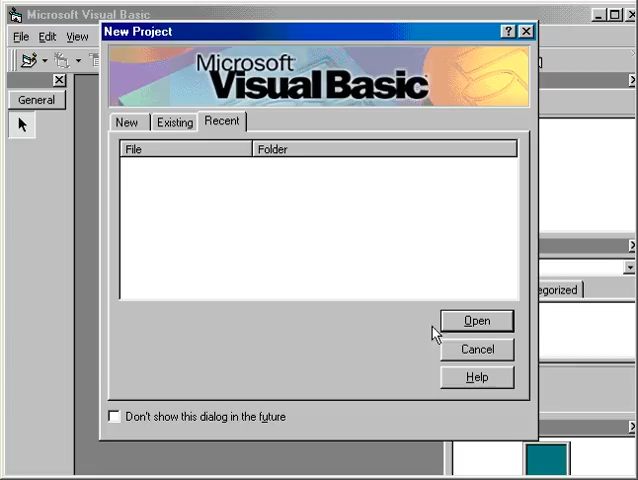 Microsoft Visual Basic
File Edit View
New Project
General
Microsoft
Visual Basic
New Existing Recent
File Folder
egorized
Open
Cancel
Help
Don't show this dialog in the future